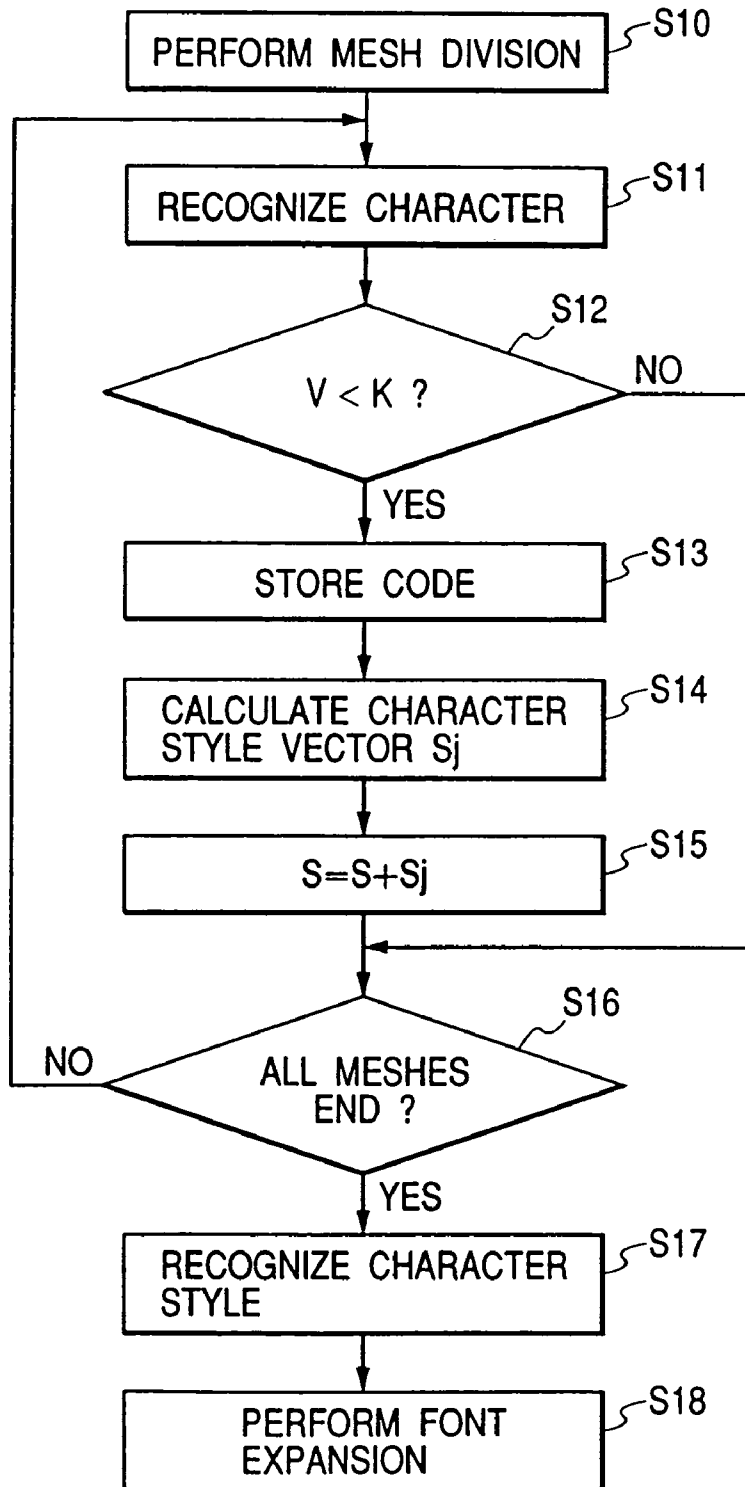 PERFORM MESH DIVISION
S10
RECOGNIZE CHARACTER
S11
S12
V < K ?
NO
YES
STORE CODE
S13
CALCULATE CHARACTER
STYLE VECTOR Sj
S14
S=S+Sj
S15
S16
ALL MESHES
END ?
NO
YES
RECOGNIZE CHARACTER
STYLE
S17
PERFORM FONT
EXPANSION
S18